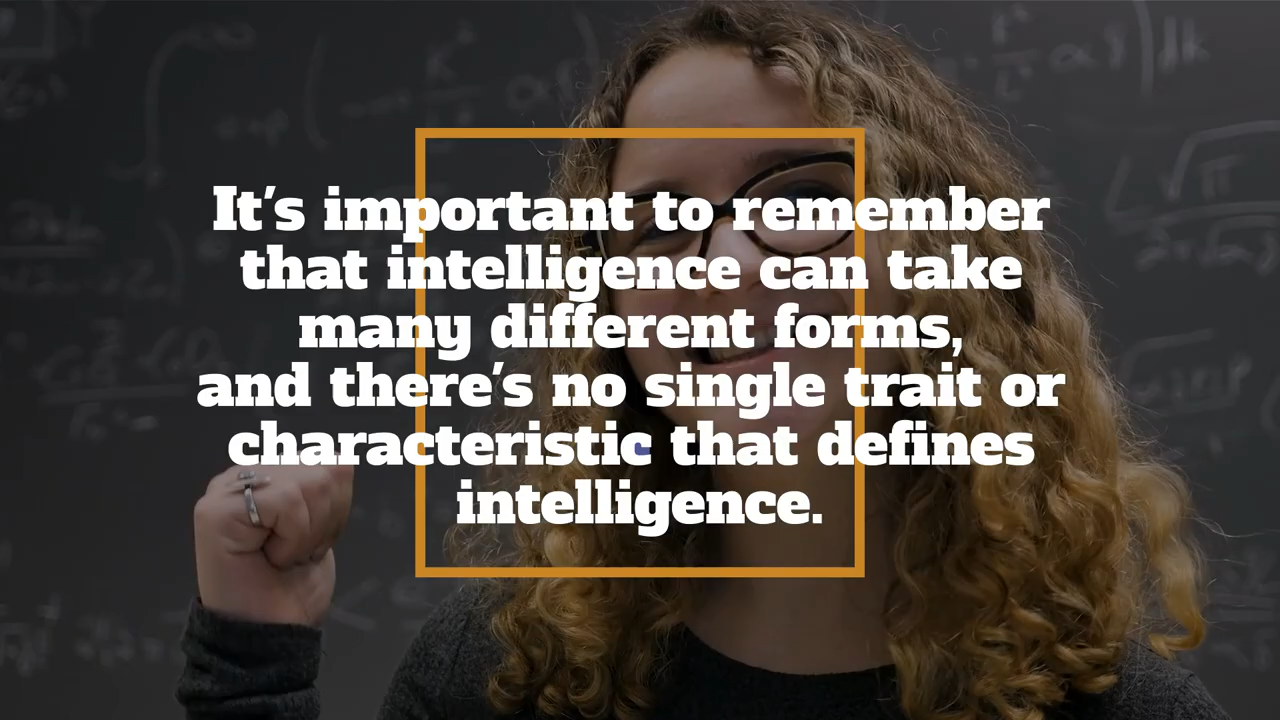 It's important to remember
that intelligence can take
many different forms,
and there's no single trait or
characteristic that defines
intelligence.